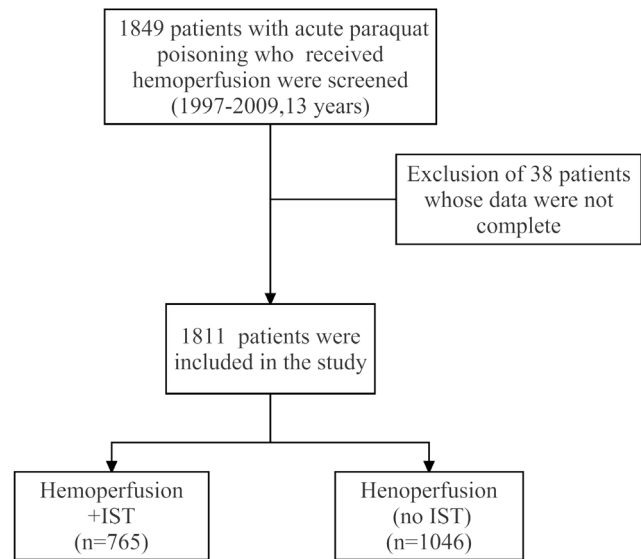 1849 patients with acute paraquat
poisoning who received
hemoperfusion were screened
(1997-2009,13 years)
Exclusion of 38 patients
whose data were not
complete
1811 patients were
included in the study
Hemoperfusion
+IST
(n=765)
Henoperfusion
(no IST)
(n=1046)